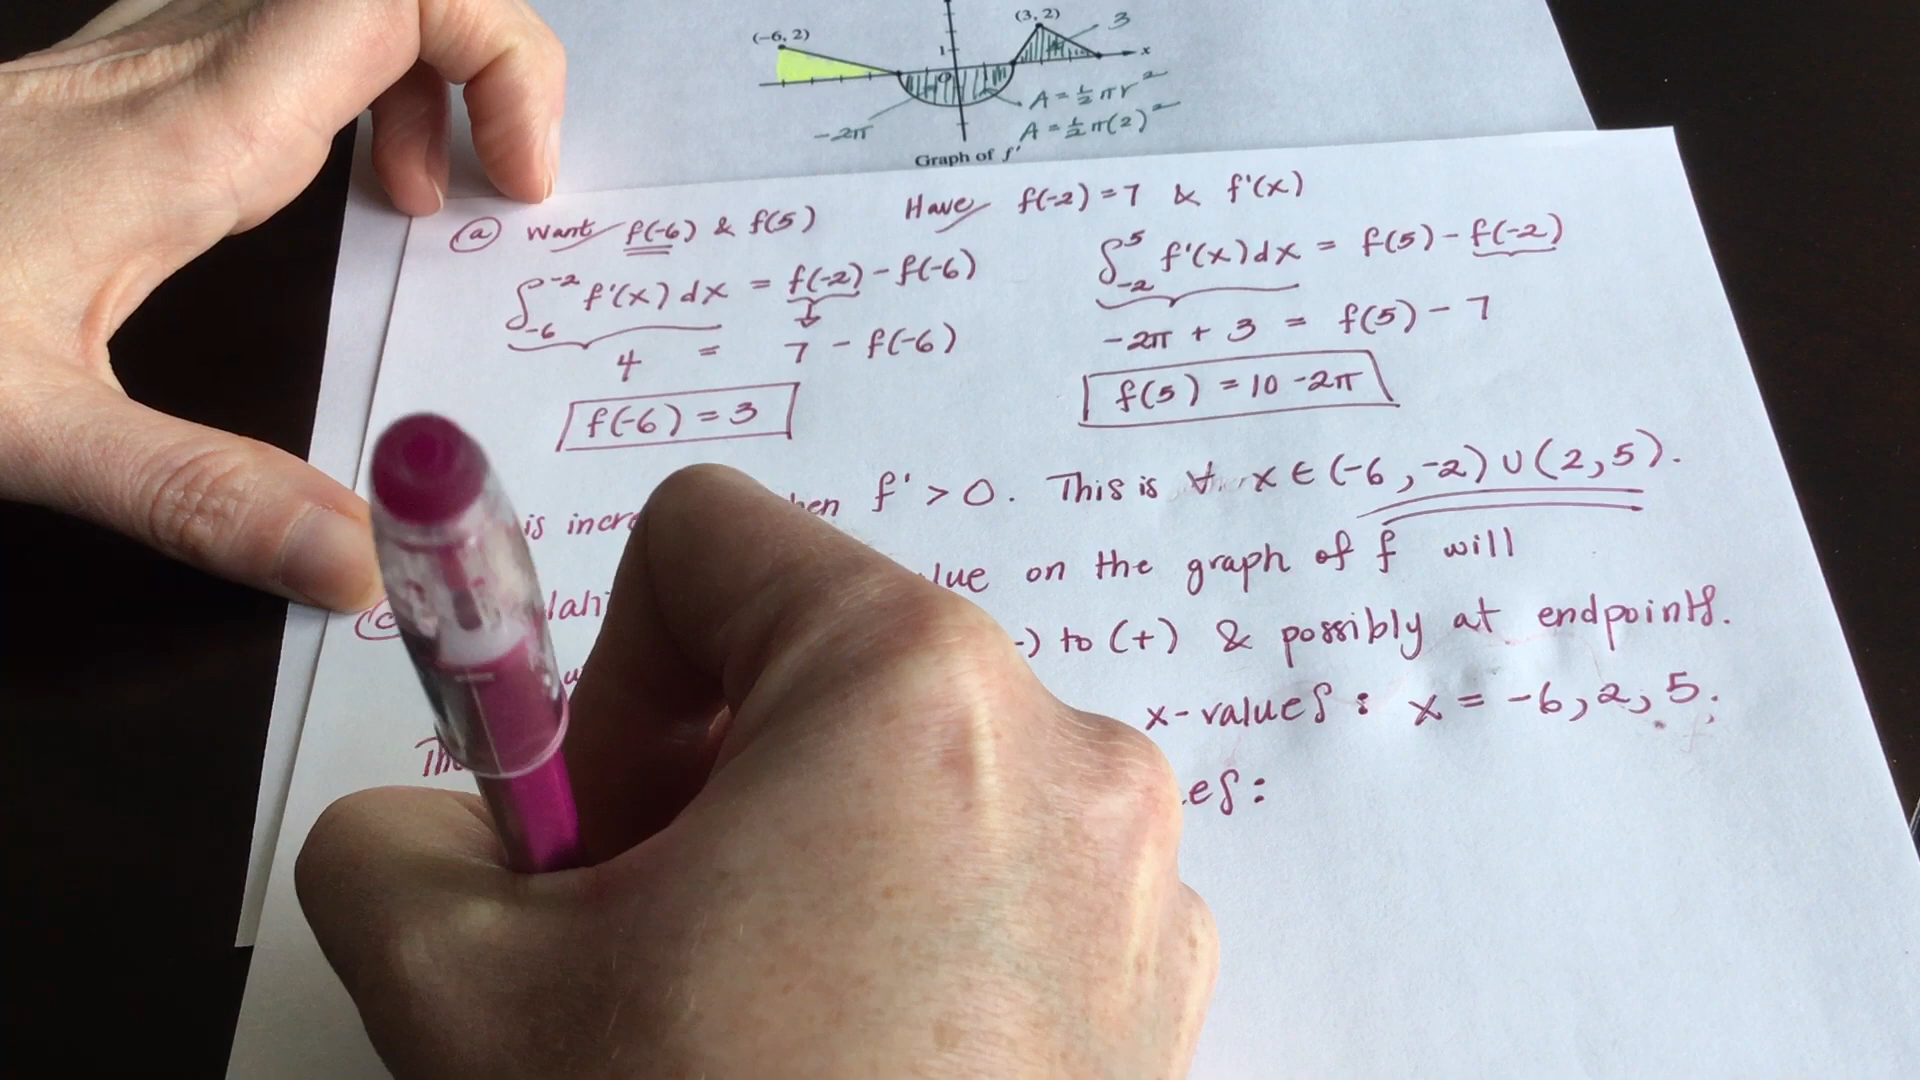 (3, 2) 3
(-6, 2)
1
x
0
A = ½πr²
-2π A = ½π(2)²
Graph of f'
(a) Want f(-6) & f(5) Have f(-2) = 7 & f'(x)
∫₋₆⁻² f'(x) dx = f(-2) - f(-6) ∫₋₂⁵ f'(x) dx = f(5) - f(-2)
4 = 7 - f(-6) -2π + 3 = f(5) - 7
f(-6) = 3 f(5) = 10 - 2π
is f' > 0. This is ∀ x ∈ (-6, -2) ∪ (2, 5).
(c) on the graph of f will
-) to (+) & possibly at endpoints.
x-values: x = -6, 2, 5.